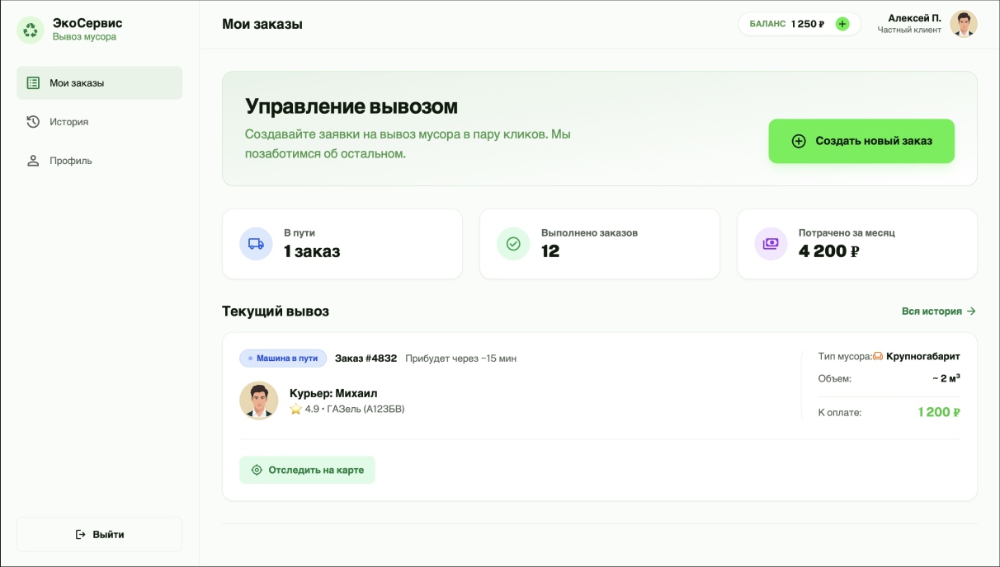 ЭкоСервис
Вывоз мусора
Мои заказы
История
Профиль
Выйти
Мои заказы
БАЛАНС 1 250 ₽
Алексей П.
Частный клиент
Управление вывозом
Создавайте заявки на вывоз мусора в пару кликов. Мы
позаботимся об остальном.
Создать новый заказ
В пути
1 заказ
Выполнено заказов
12
Потрачено за месяц
4 200 ₽
Текущий вывоз
Вся история →
Машина в пути Заказ #4832 Прибудет через ~15 мин
Курьер: Михаил
4.9 • ГАЗель (А123БВ)
Тип мусора: Крупногабарит
Объем: ~ 2 м³
К оплате: 1 200 ₽
Отследить на карте